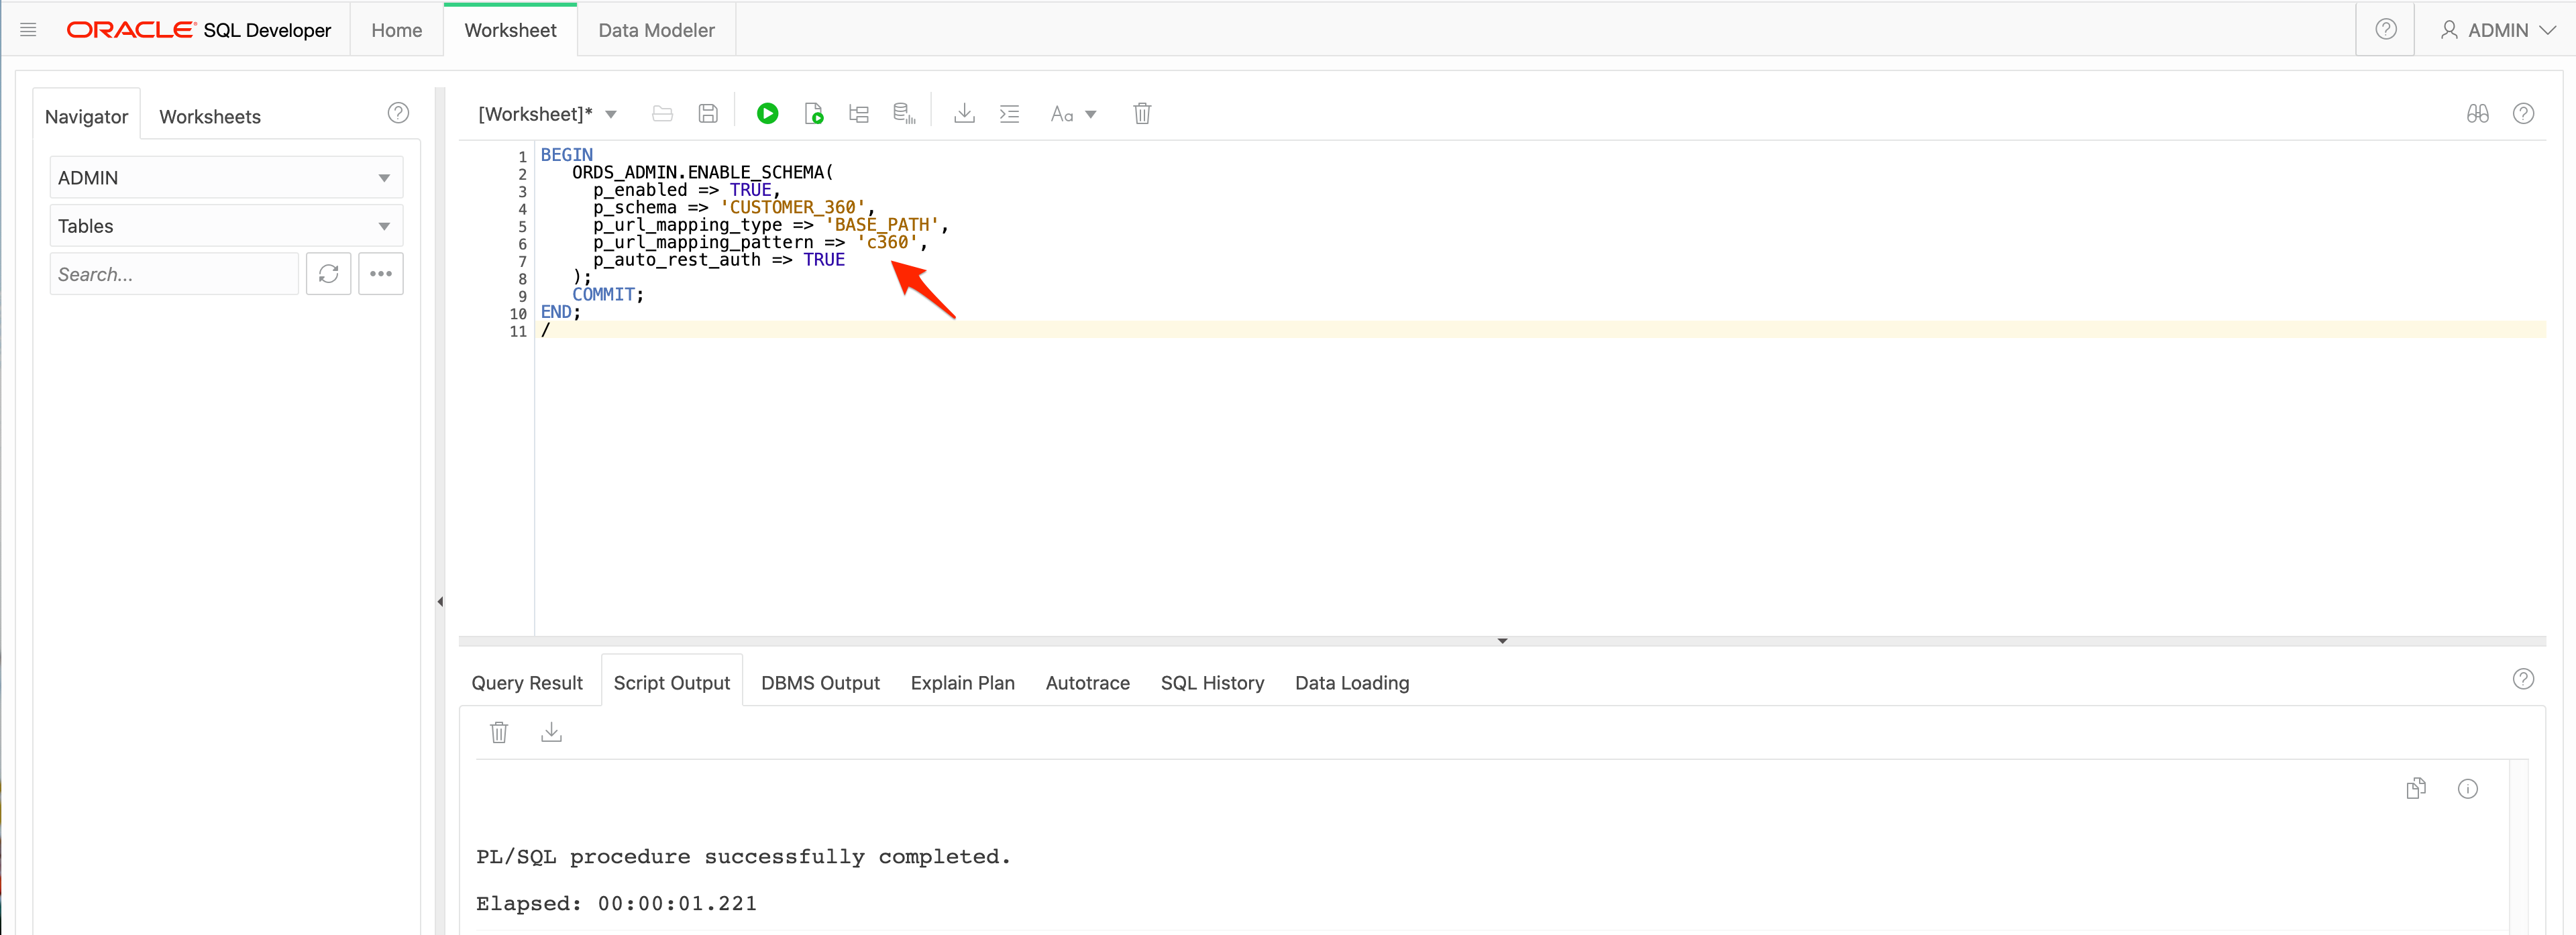 ORACLE SQL Developer Home Worksheet Data Modeler ADMIN
Navigator Worksheets
ADMIN
Tables
Search...
[Worksheet]* Aa
1 BEGIN
2 ORDS_ADMIN.ENABLE_SCHEMA(
3 p_enabled => TRUE,
4 p_schema => 'CUSTOMER_360',
5 p_url_mapping_type => 'BASE_PATH',
6 p_url_mapping_pattern => 'c360',
7 p_auto_rest_auth => TRUE
8 );
9 COMMIT;
10 END;
11 /
Query Result Script Output DBMS Output Explain Plan Autotrace SQL History Data Loading
PL/SQL procedure successfully completed.
Elapsed: 00:00:01.221